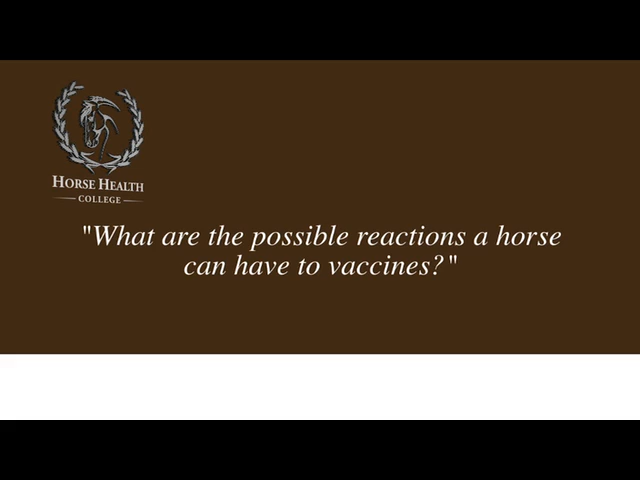 HORSE HEALTH
COLLEGE
"What are the possible reactions a horse
can have to vaccines?"